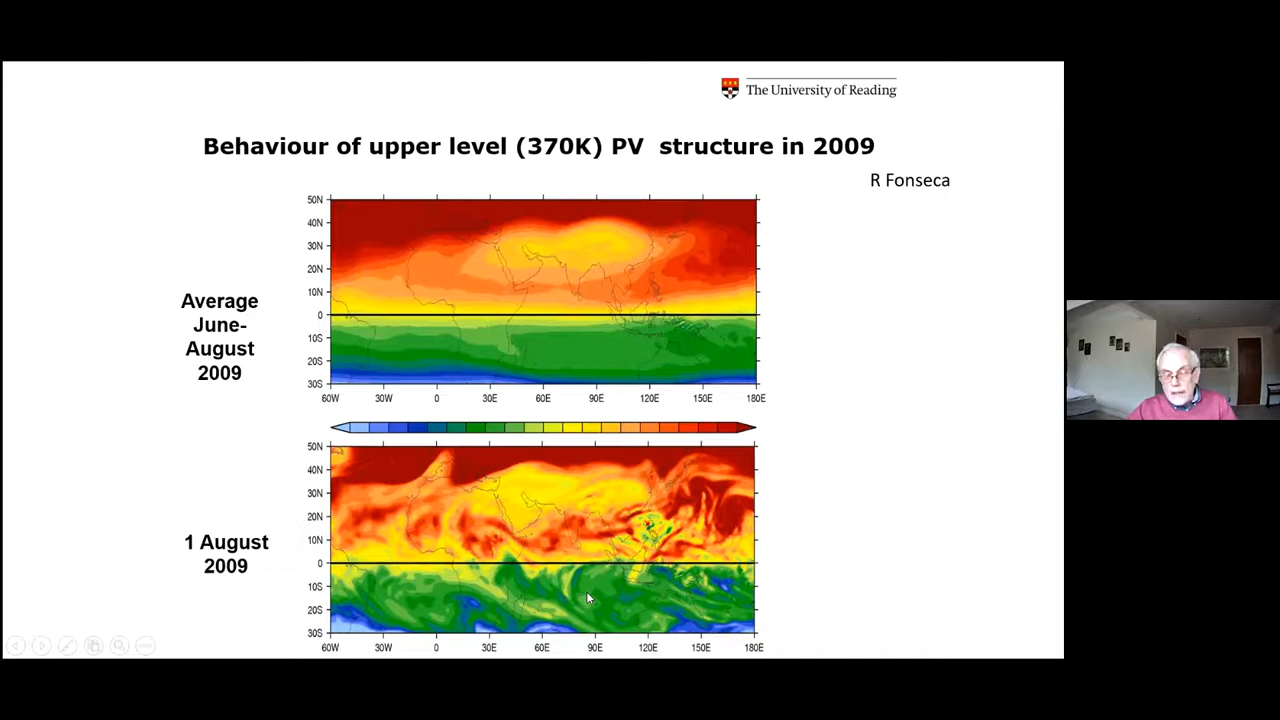 The University of Reading
Behaviour of upper level (370K) PV structure in 2009
R Fonseca
Average
June-
August
2009
50N
40N
30N
20N
10N
0
10S
20S
30S
60W 30W 0 30E 60E 90E 120E 150E 180E
1 August
2009
50N
40N
30N
20N
10N
0
10S
20S
30S
60W 30W 0 30E 60E 90E 120E 150E 180E